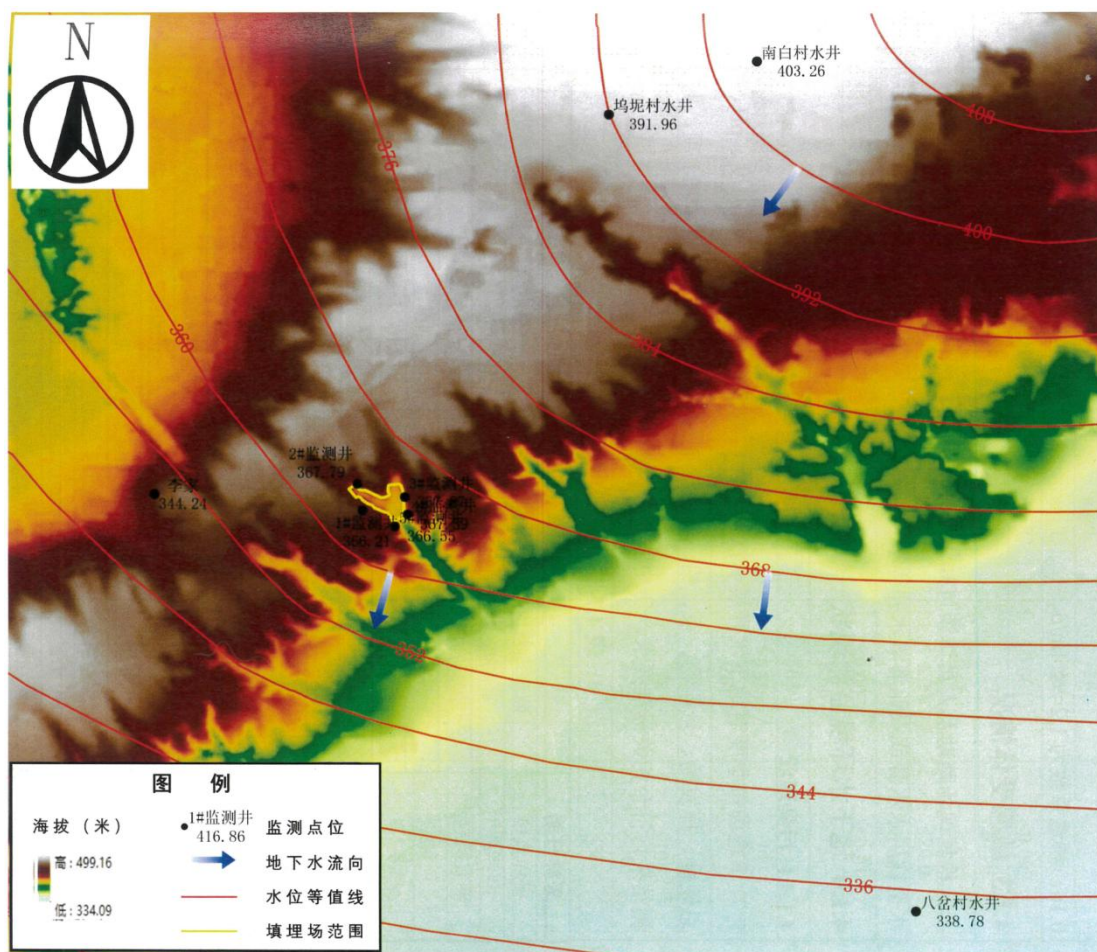 N
南白村水井
403.26
坞坭村水井
391.96
408
376
400
392
384
360
2#监测井
367.79
3#监测井
李家
344.24
1#监测井
366.21
366.55
368
352
344
336
八岔村水井
338.78
图 例
海拔（米）
高:499.16
低:334.09
1#监测井
416.86
监测点位
地下水流向
水位等值线
填埋场范围